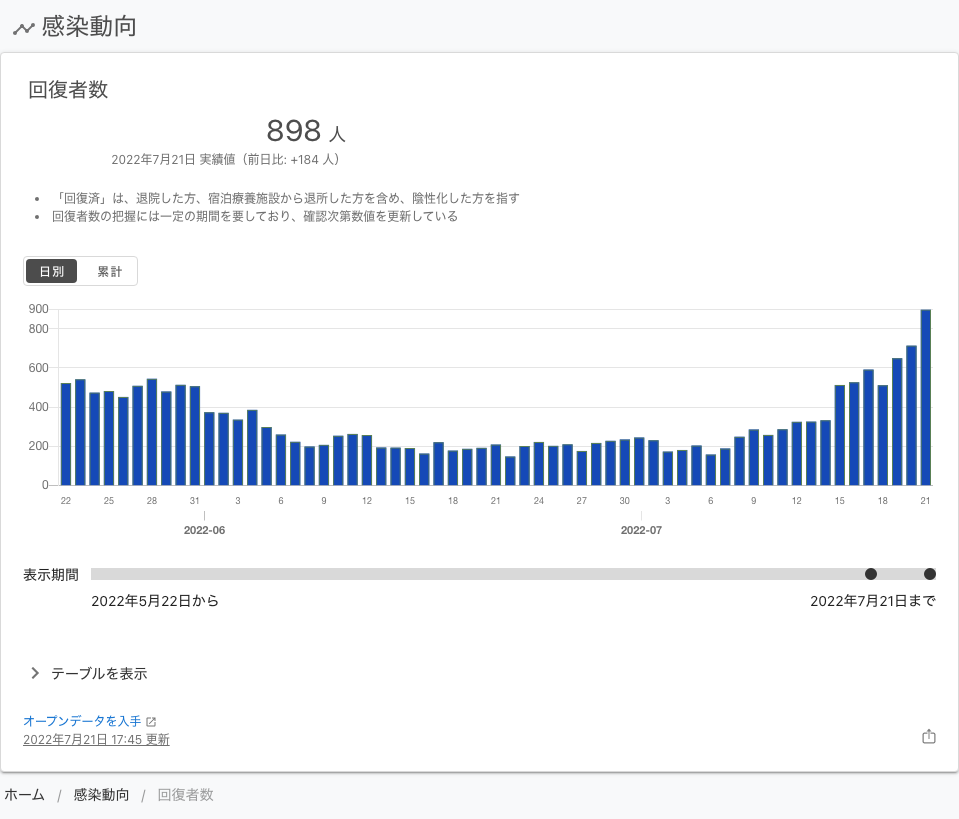 感染動向
回復者数
898 人
2022年7月21日 実績値（前日比: +184 人）
• 「回復済」は、退院した方、宿泊療養施設から退所した方を含め、陰性化した方を指す
• 回復者数の把握には一定の期間を要しており、確認次第数値を更新している
日別 累計
900
800
600
400
200
0
22 25 28 31 3 6 9 12 15 18 21 24 27 30 3 6 9 12 15 18 21
2022-06 2022-07
表示期間
2022年5月22日から 2022年7月21日まで
テーブルを表示
オープンデータを入手
2022年7月21日 17:45 更新
ホーム / 感染動向 / 回復者数